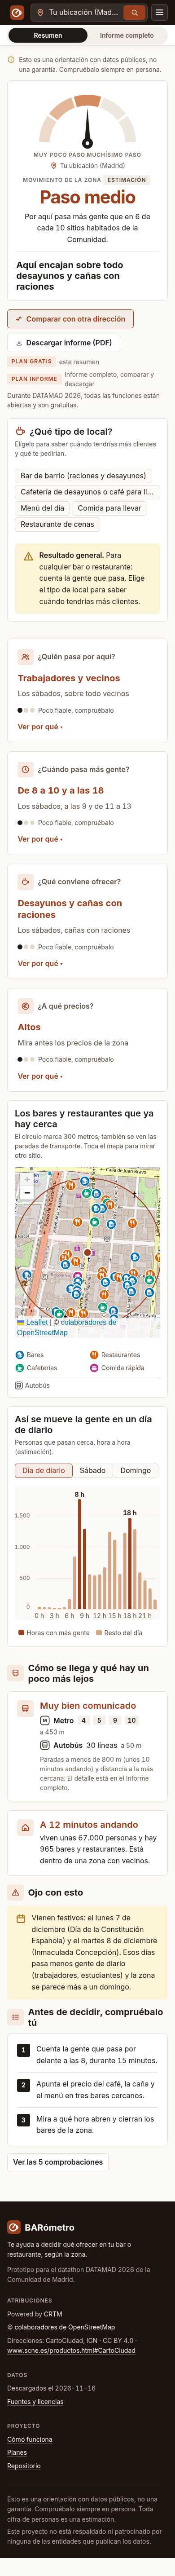 Tu ubicación (Mad...
Resumen
Informe completo
Esto es una orientación con datos públicos, no
una garantía. Compruébalo siempre en persona.
MUY POCO
PASO
MUCHÍSIMO PASO
Tu ubicación (Madrid)
MOVIMIENTO DE LA ZONA ESTIMACIÓN
Paso medio
Por aquí pasa más gente que en 6 de
cada 10 sitios habitados de la
Comunidad.
Aquí encajan sobre todo
desayunos y cañas con
raciones
Comparar con otra dirección
Descargar informe (PDF)
PLAN GRATIS este resumen
PLAN INFORME Informe completo, comparar y
descargar
Durante DATAMAD 2026, todas las funciones están
abiertas y son gratuitas.
¿Qué tipo de local?
Elígelo para saber cuándo tendrías más clientes
y qué te pedirían.
Bar de barrio (raciones y desayunos)
Cafetería de desayunos o café para ll...
Menú del día
Comida para llevar
Restaurante de cenas
Resultado general. Para
cualquier bar o restaurante:
cuenta la gente que pasa. Elige
el tipo de local para saber
cuándo tendrías más clientes.
¿Quién pasa por aquí?
Trabajadores y vecinos
Los sábados, sobre todo vecinos
Poco fiable, compruébalo
Ver por qué
¿Cuándo pasa más gente?
De 8 a 10 y a las 18
Los sábados, a las 9 y de 11 a 13
Poco fiable, compruébalo
Ver por qué
¿Qué conviene ofrecer?
Desayunos y cañas con
raciones
Los sábados, cañas con raciones
Poco fiable, compruébalo
Ver por qué
¿A qué precios?
Altos
Mira antes los precios de la zona
Poco fiable, compruébalo
Ver por qué
Los bares y restaurantes que ya
hay cerca
El círculo marca 300 metros; también se ven las
paradas de transporte. Toca el mapa para mirar
otro sitio.
+
−
Calle de Juan Bravo
Leaflet | © colaboradores de
OpenStreetMap
Bares
Restaurantes
Cafeterías
Comida rápida
Autobús
Así se mueve la gente en un día
de diario
Personas que pasan cerca, hora a hora
(estimación).
Día de diario
Sábado
Domingo
8 h
18 h
1.500
1.000
500
0
0 h 3 h 6 h 9 h 12 h 15 h 18 h 21 h
Horas con más gente
Resto del día
Cómo se llega y qué hay un
poco más lejos
Muy bien comunicado
M Metro 4 5 9 10
a 450 m
Autobús 30 líneas a 50 m
Paradas a menos de 800 m (unos 10
minutos andando) y distancia a la más
cercana. El detalle está en el Informe
completo.
A 12 minutos andando
viven unas 67.000 personas y hay
965 bares y restaurantes. Está
dentro de una zona con vecinos.
Ojo con esto
Vienen festivos: el lunes 7 de
diciembre (Día de la Constitución
Española) y el martes 8 de diciembre
(Inmaculada Concepción). Esos días
pasa menos gente de diario
(trabajadores, estudiantes) y la zona
se parece más a un domingo.
Antes de decidir, compruébalo
tú
1 Cuenta la gente que pasa por
delante a las 8, durante 15 minutos.
2 Apunta el precio del café, la caña y
el menú en tres bares cercanos.
3 Mira a qué hora abren y cierran los
bares de la zona.
Ver las 5 comprobaciones
BARómetro
Te ayuda a decidir qué ofrecer en tu bar o
restaurante, según la zona.
Prototipo para el datathon DATAMAD 2026 de la
Comunidad de Madrid.
ATRIBUCIONES
Powered by CRTM
© colaboradores de OpenStreetMap
Direcciones: CartoCiudad, IGN · CC BY 4.0 ·
www.scne.es/productos.html#CartoCiudad
DATOS
Descargados el 2026-11-16
Fuentes y licencias
PROYECTO
Cómo funciona
Planes
Repositorio
Esto es una orientación con datos públicos, no una
garantía. Compruébalo siempre en persona. Toda
cifra de personas es una estimación.
Este proyecto no está respaldado ni patrocinado por
ninguna de las entidades que publican los datos.